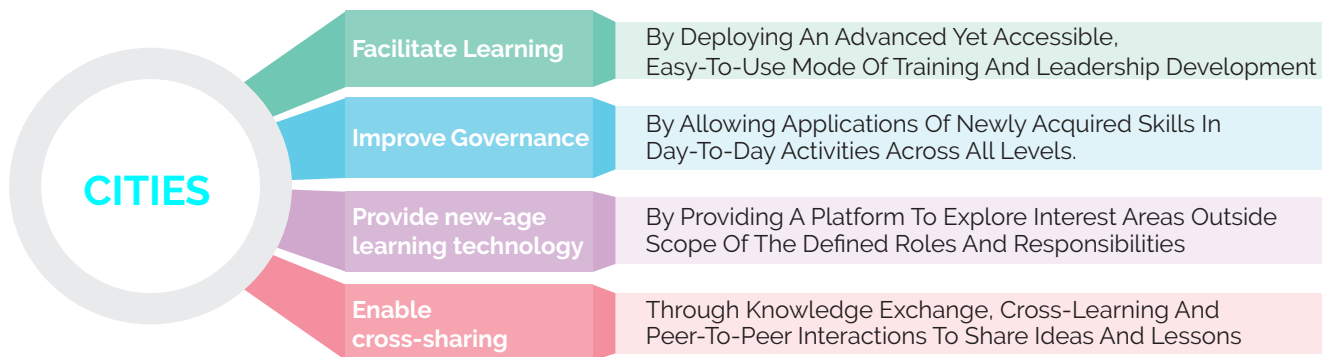 CITIES
Facilitate Learning
By Deploying An Advanced Yet Accessible,
Easy-To-Use Mode Of Training And Leadership Development
Improve Governance
By Allowing Applications Of Newly Acquired Skills In
Day-To-Day Activities Across All Levels.
Provide new-age
learning technology
By Providing A Platform To Explore Interest Areas Outside
Scope Of The Defined Roles And Responsibilities
Enable
cross-sharing
Through Knowledge Exchange, Cross-Learning And
Peer-To-Peer Interactions To Share Ideas And Lessons